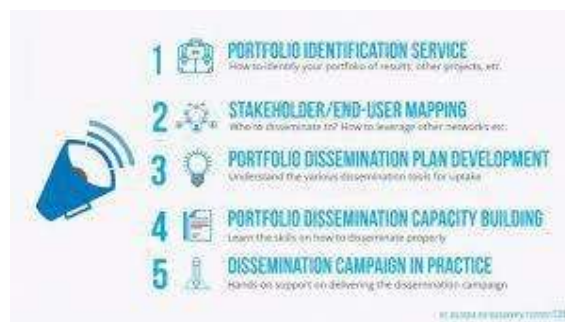 1 PORTFOLIO IDENTIFICATION SERVICE
How to identify your portfolio of results, other projects, etc.
2 STAKEHOLDER/END-USER MAPPING
Who to disseminate to? How to leverage other networks etc.
3 PORTFOLIO DISSEMINATION PLAN DEVELOPMENT
Understand the various dissemination tools for uptake
4 PORTFOLIO DISSEMINATION CAPACITY BUILDING
Learn the skills on how to disseminate properly
5 DISSEMINATION CAMPAIGN IN PRACTICE
Hands-on support on delivering the dissemination campaign